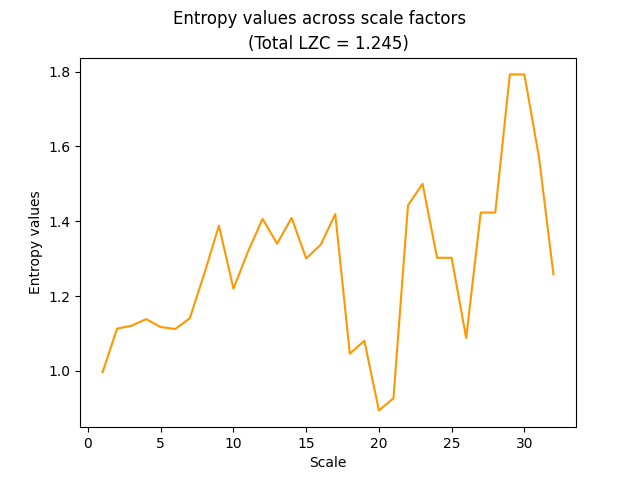 Entropy values across scale factors
(Total LZC = 1.245)
1.8
1.6
1.4
1.2
1.0
Entropy values
0 5 10 15 20 25 30
Scale